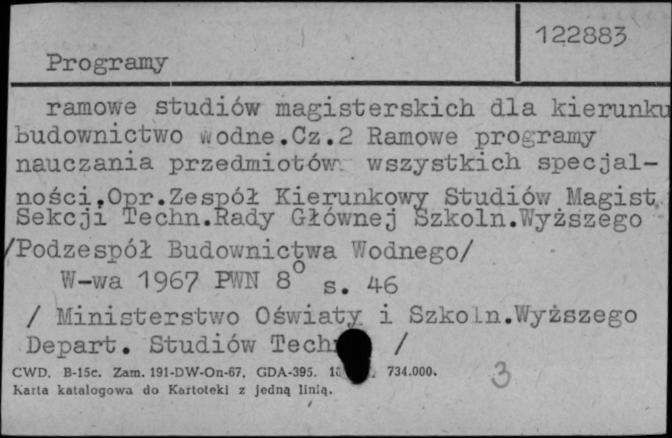 122883
Programy
ramowe studiów magisterskich dla kierunku
budownictwo wodne.Cz.2 Ramowe programy
nauczania przedmiotów wszystkich specjal-
ności.Opr.Zespół Kierunkowy Studiów Magist.
Sekcji Techn.Rady Głównej Szkoln.Wyższego
/Podzespół Budownictwa Wodnego/
W-wa 1967 PWN 8° s. 46
/ Ministerstwo Oświaty i Szkoln.Wyższego
Depart. Studiów Techn /
CWD. B-15c. Zam. 191-DW-On-67. GDA-395. 734.000.
Karta katalogowa do Kartoteki z jedną linią.
3